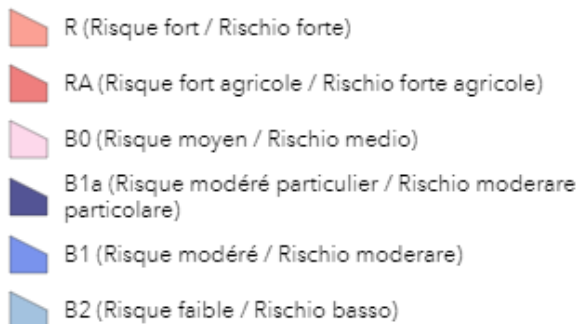 R (Risque fort / Rischio forte)
RA (Risque fort agricole / Rischio forte agricole)
B0 (Risque moyen / Rischio medio)
B1a (Risque modéré particulier / Rischio moderare
particolare)
B1 (Risque modéré / Rischio moderare)
B2 (Risque faible / Rischio basso)